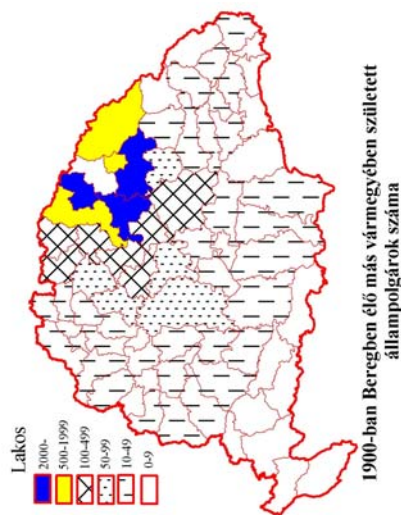 Lakos
2000-
500-1999
100-499
50-99
10-49
0-9
1900-ban Beregben élő más vármegyében született
állampolgárok száma